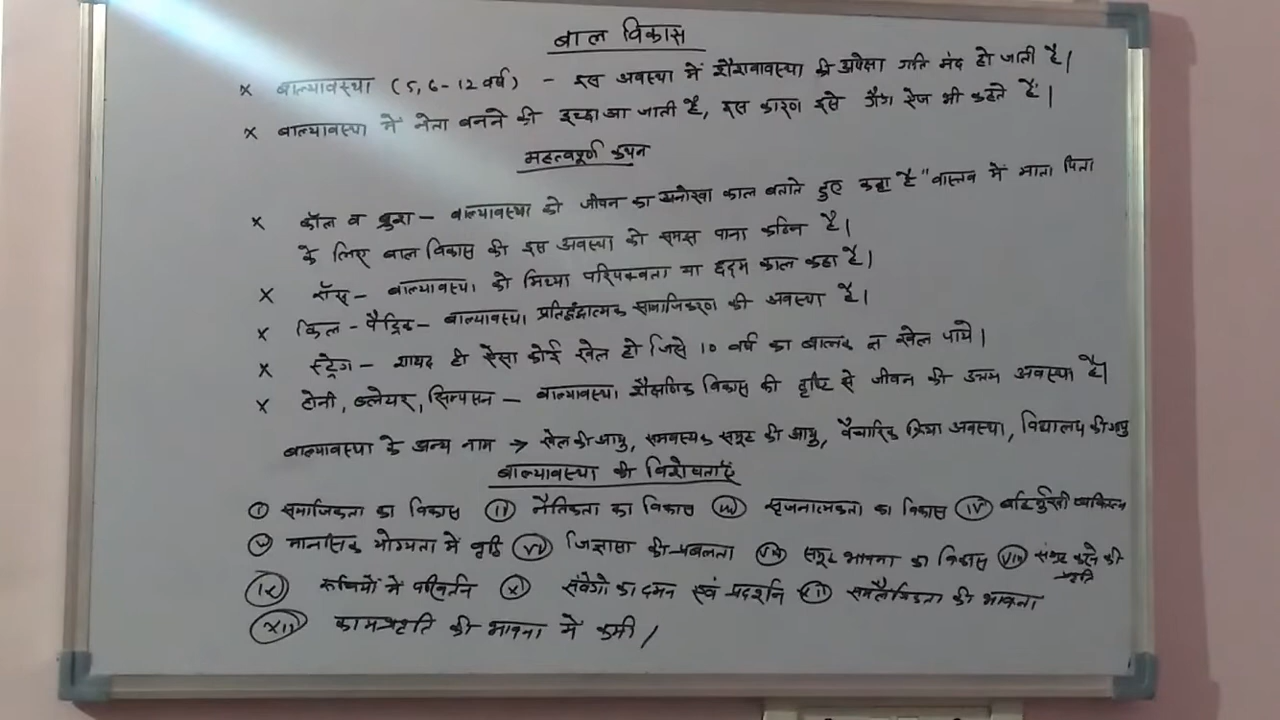 बाल विकास
x बाल्यावस्था (5,6-12 वर्ष) - इस अवस्था में शैशवावस्था की अपेक्षा गति मंद हो जाती है।
x बाल्यावस्था में नेता बनने की इच्छा आ जाती है, इस कारण इसे गैंग ऐज भी कहते हैं।
महत्वपूर्ण कथन
x कॉल व ब्रुश - बाल्यावस्था को जीवन का अनोखा काल बताते हुए कहा है "वास्तव में माता पिता
के लिए बाल विकास की इस अवस्था को समझ पाना कठिन है।
x रॉस - बाल्यावस्था को मिथ्या परिपक्वता या छद्दम काल कहा है।
x किल-पैट्रिक - बाल्यावस्था प्रतिद्वंद्वात्मक सामाजिकरण की अवस्था है।
x स्ट्रेंग - शायद ही ऐसा कोई खेल हो जिसे 10 वर्ष का बालक न खेल पाये।
x टोनी, ब्लेयर, सिम्पसन - बाल्यावस्था शैक्षणिक विकास की दृष्टि से जीवन की उत्तम अवस्था है।
बाल्यावस्था के अन्य नाम → खेल की आयु, समवयस्क समूह की आयु, वैचारिक क्रिया अवस्था, विद्यालय की आयु
बाल्यावस्था की विशेषताएँ
(i) समाजिकता का विकास (ii) नैतिकता का विकास (iii) सृजनात्मकता का विकास (iv) बहिर्मुखी व्यक्तित्व
(v) मानसिक योग्यता में वृद्धि (vi) जिज्ञासा की प्रबलता (vii) समूह भावना का विकास (viii) संग्रह करने की प्रवृति
(ix) रूचियों में परिवर्तन (xi) संवेगो का दमन एवं प्रदर्शन (xii) समलैंगिकता की भावना
(xii) कामप्रवृति की भावना में कमी।